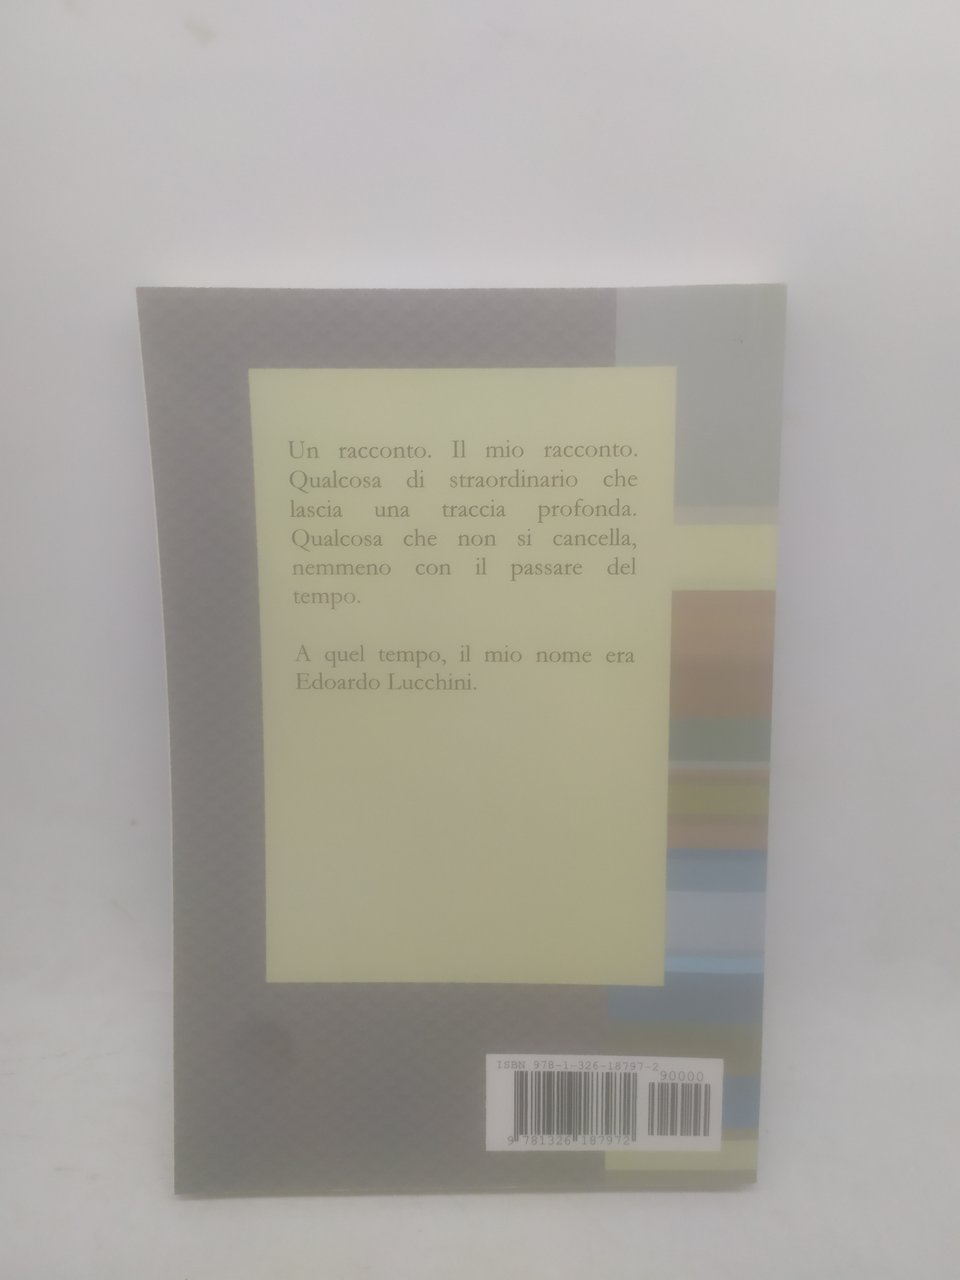 Un racconto. Il mio racconto.
Qualcosa di straordinario che
lascia una traccia profonda.
Qualcosa che non si cancella,
nemmeno con il passare del
tempo.
A quel tempo, il mio nome era
Edoardo Lucchini.
ISBN 978-1-326-18797-2
90000
9 781326 187972